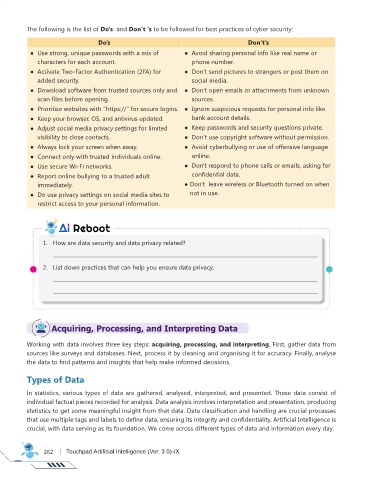 The following is the list of Do's and Don't 's to be followed for best practices of cyber security:
Do's
Don't's
● Use strong, unique passwords with a mix of
characters for each account.
● Activate Two-Factor Authentication (2FA) for
added security.
● Download software from trusted sources only and
scan files before opening.
● Prioritise websites with "https://" for secure logins.
● Keep your browser, OS, and antivirus updated.
● Adjust social media privacy settings for limited
visibility to close contacts.
● Always lock your screen when away.
● Connect only with trusted individuals online.
● Use secure Wi-Fi networks.
● Report online bullying to a trusted adult
immediately.
● Do use privacy settings on social media sites to
restrict access to your personal information.
● Avoid sharing personal info like real name or
phone number.
● Don't send pictures to strangers or post them on
social media.
● Don't open emails or attachments from unknown
sources.
● Ignore suspicious requests for personal info like
bank account details.
● Keep passwords and security questions private.
● Don't use copyright software without permission.
● Avoid cyberbullying or use of offensive language
online.
● Don't respond to phone calls or emails, asking for
confidential data.
● Don't leave wireless or Bluetooth turned on when
not in use.
Ai Reboot
1. How are data security and data privacy related?
2. List down practices that can help you ensure data privacy.
Acquiring, Processing, and Interpreting Data
Working with data involves three key steps: acquiring, processing, and interpreting. First, gather data from
sources like surveys and databases. Next, process it by cleaning and organising it for accuracy. Finally, analyse
the data to find patterns and insights that help make informed decisions.
Types of Data
In statistics, various types of data are gathered, analysed, interpreted, and presented. These data consist of
individual factual pieces recorded for analysis. Data analysis involves interpretation and presentation, producing
statistics to get some meaningful insight from that data. Data classification and handling are crucial processes
that use multiple tags and labels to define data, ensuring its integrity and confidentiality. Artificial Intelligence is
crucial, with data serving as its foundation. We come across different types of data and information every day.
262 | Touchpad Artificial Intelligence (Ver. 3.0)-IX